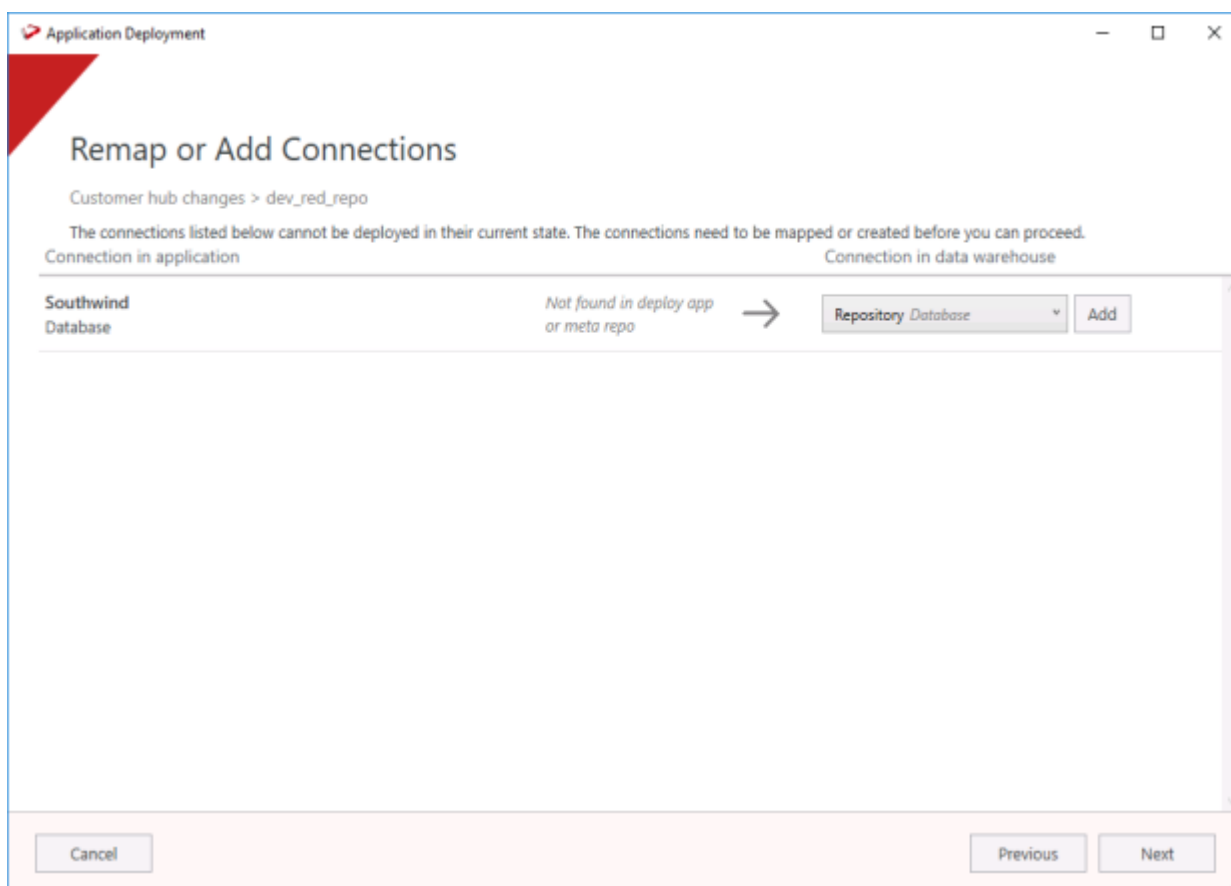 Application Deployment
Remap or Add Connections
Customer hub changes > dev_red_repo
The connections listed below cannot be deployed in their current state. The connections need to be mapped or created before you can proceed.
Connection in application
Connection in data warehouse
Southwind
Database
Not found in deploy app
or meta repo
Repository Database
Add
Cancel
Previous
Next